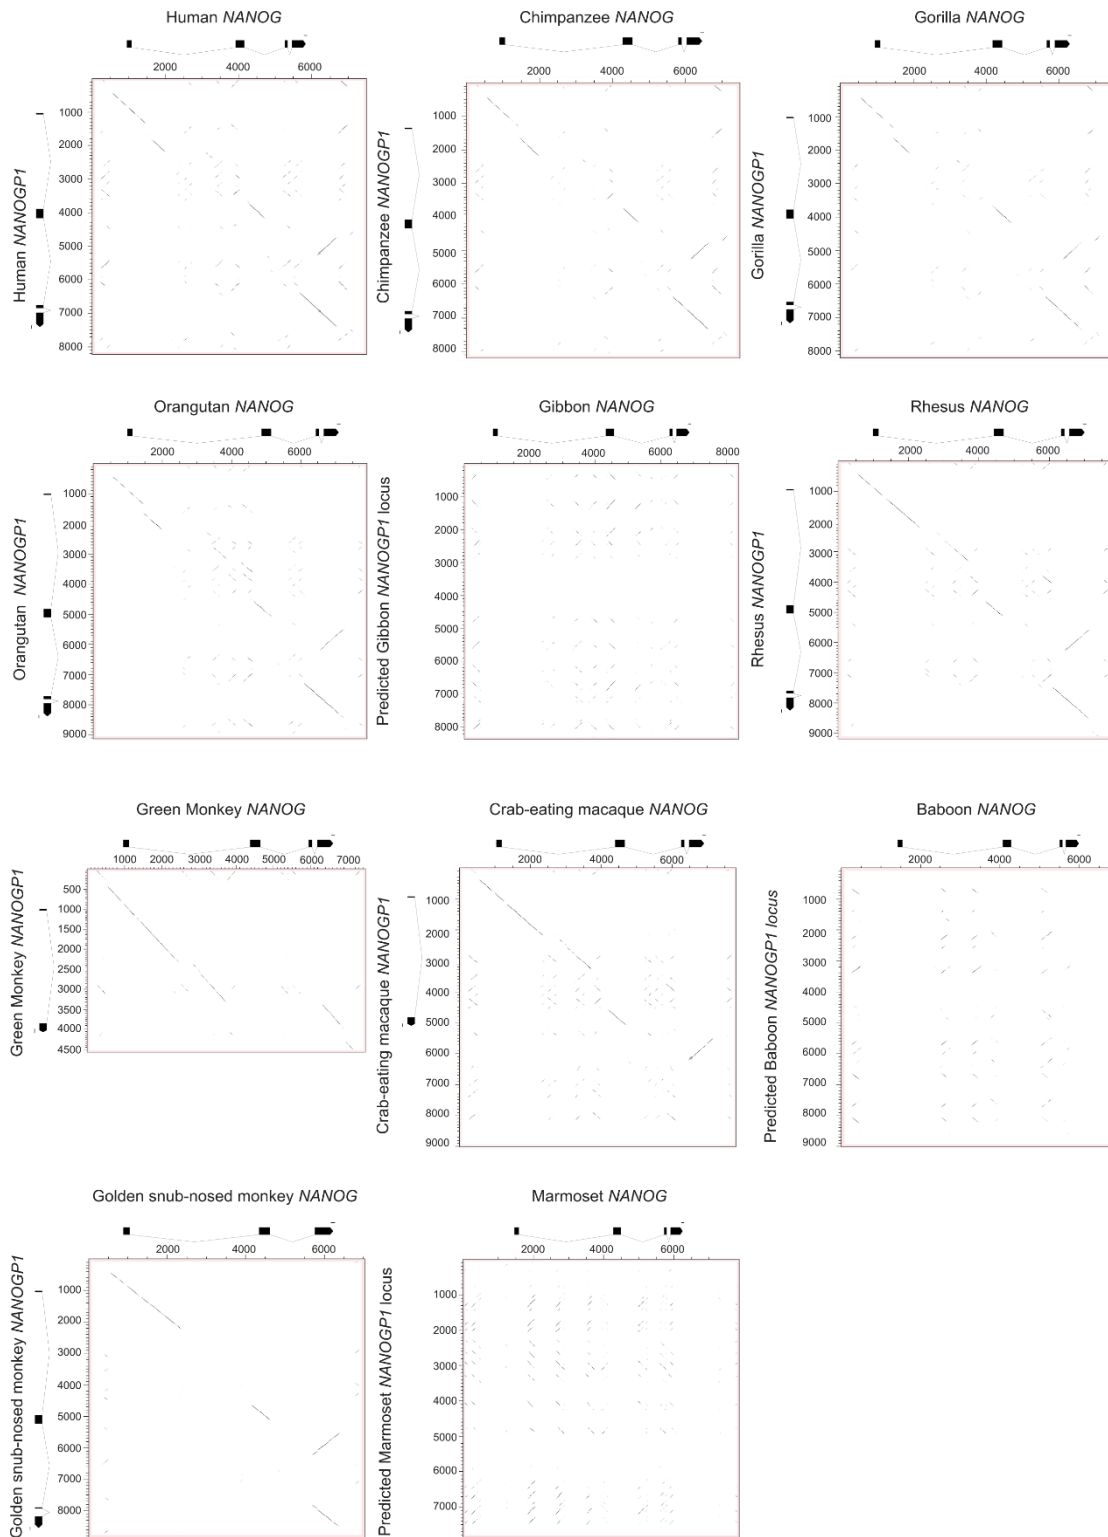 Human NANOG
2000 4000 6000
Human NANOGP1
1000
2000
3000
4000
5000
6000
7000
8000
Chimpanzee NANOG
2000 4000 6000
Chimpanzee NANOGP1
1000
2000
3000
4000
5000
6000
7000
8000
Gorilla NANOG
2000 4000 6000
Gorilla NANOGP1
1000
2000
3000
4000
5000
6000
7000
8000
Orangutan NANOG
2000 4000 6000
Orangutan NANOGP1
1000
2000
3000
4000
5000
6000
7000
8000
9000
Gibbon NANOG
2000 4000 6000 8000
Predicted Gibbon NANOGP1 locus
1000
2000
3000
4000
5000
6000
7000
8000
Rhesus NANOG
2000 4000 6000
Rhesus NANOGP1
1000
2000
3000
4000
5000
6000
7000
8000
9000
Green Monkey NANOG
1000 2000 3000 4000 5000 6000 7000
Green Monkey NANOGP1
500
1000
1500
2000
2500
3000
3500
4000
4500
Crab-eating macaque NANOG
2000 4000 6000
Crab-eating macaque NANOGP1
1000
2000
3000
4000
5000
6000
7000
8000
9000
Baboon NANOG
2000 4000 6000
Predicted Baboon NANOGP1 locus
1000
2000
3000
4000
5000
6000
7000
8000
9000
Golden snub-nosed monkey NANOG
2000 4000 6000
Golden snub-nosed monkey NANOGP1
1000
2000
3000
4000
5000
6000
7000
8000
Marmoset NANOG
2000 4000 6000
Predicted Marmoset NANOGP1 locus
1000
2000
3000
4000
5000
6000
7000